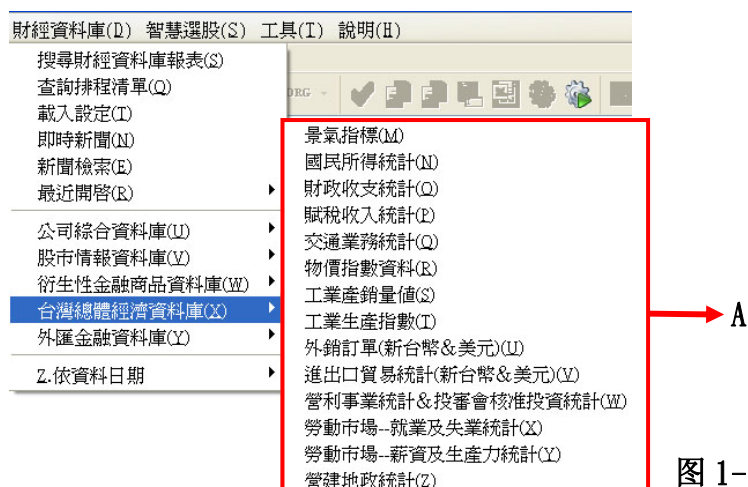 財經資料庫(D) 智慧選股(S) 工具(I) 說明(H)
搜尋財經資料庫報表(S)
查詢排程清單(Q)
載入設定(T)
即時新聞(N)
新聞檢索(E)
最近開啓(R)
公司綜合資料庫(U)
股市情報資料庫(V)
衍生性金融商品資料庫(W)
台灣總體經濟資料庫(X)
外匯金融資料庫(Y)
Z.依資料日期
ORG
景氣指標(M)
國民所得統計(N)
財政收支統計(O)
賦稅收入統計(P)
交通業務統計(Q)
物價指數資料(R)
工業產銷量值(S)
工業生產指數(T)
外銷訂單(新台幣&美元)(U)
進出口貿易統計(新台幣&美元)(V)
營利事業統計&投審會核准投資統計(W)
勞動市場--就業及失業統計(X)
勞動市場--薪資及生產力統計(Y)
營建地政統計(Z)
A
图 1-